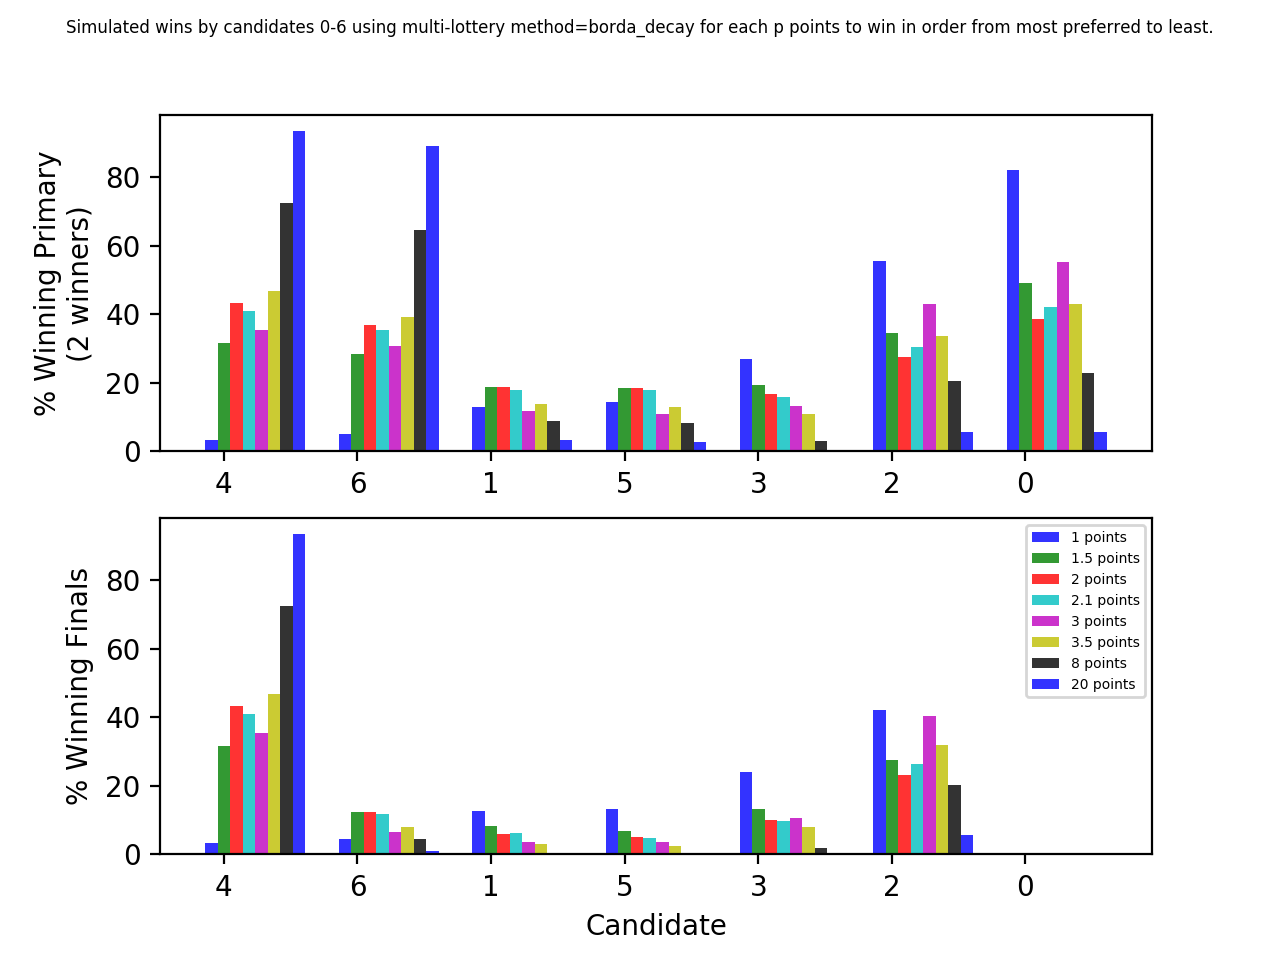 Simulated wins by candidates 0-6 using multi-lottery method=borda_decay for each p points to win in order from most preferred to least.
% Winning Primary
(2 winners)
80
60
40
20
0
4 6 1 5 3 2 0
% Winning Finals
80
60
40
20
0
1 points
1.5 points
2 points
2.1 points
3 points
3.5 points
8 points
20 points
4 6 1 5 3 2 0
Candidate